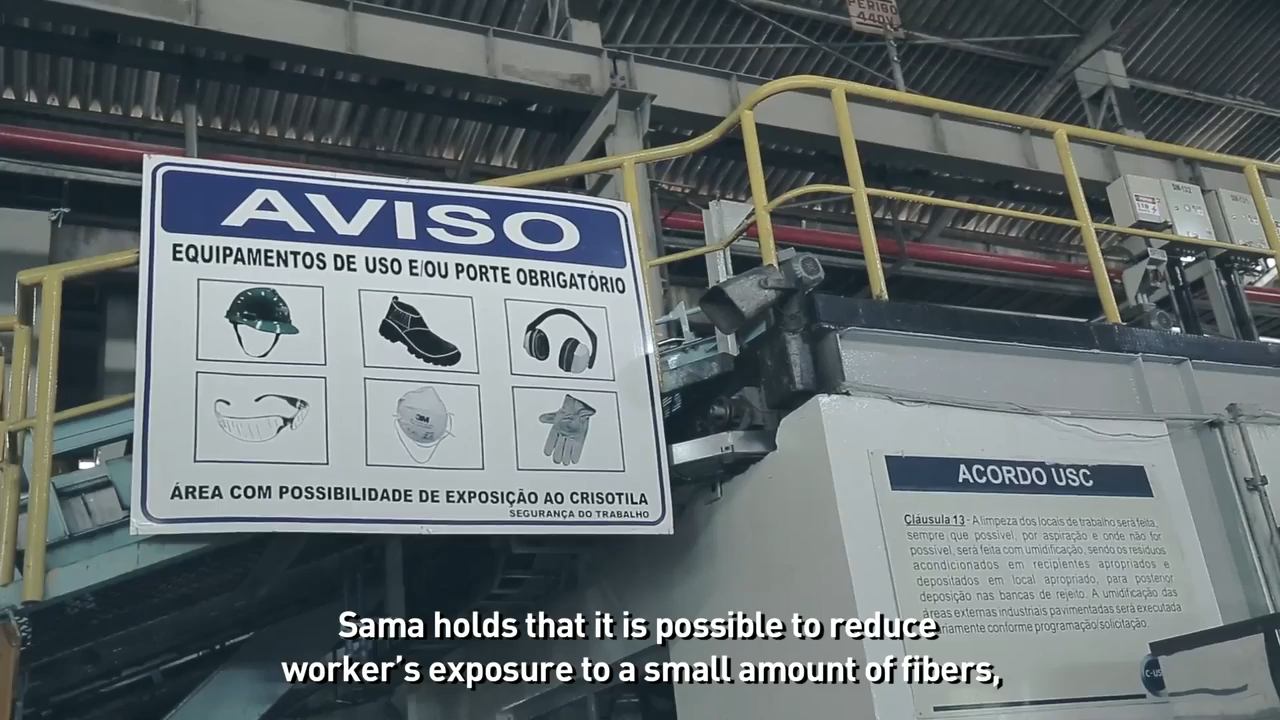 PERIGO
440V
AVISO
EQUIPAMENTOS DE USO E/OU PORTE OBRIGATÓRIO
3M
ÁREA COM POSSIBILIDADE DE EXPOSIÇÃO AO CRISOTILA
SEGURANÇA DO TRABALHO
ACORDO USC
Cláusula 13 - A limpeza dos locais de trabalho será feita,
sempre que possível, por aspiração e onde não for
possível, será feita com umidificação, sendo os resíduos
acondicionados em recipientes apropriados e
depositados em local apropriado, para posterior
deposição nas bancas de rejeito. A umidificação das
áreas externas industriais pavimentadas será executada
conforme programação/solicitação.
Sama holds that it is possible to reduce
worker's exposure to a small amount of fibers,